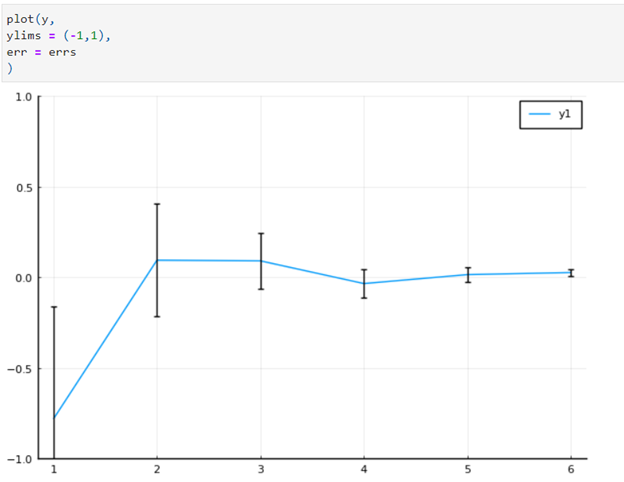 plot(y,
ylims = (-1,1),
err = errs
)
1.0
y1
0.5
0.0
−0.5
−1.0
1 2 3 4 5 6